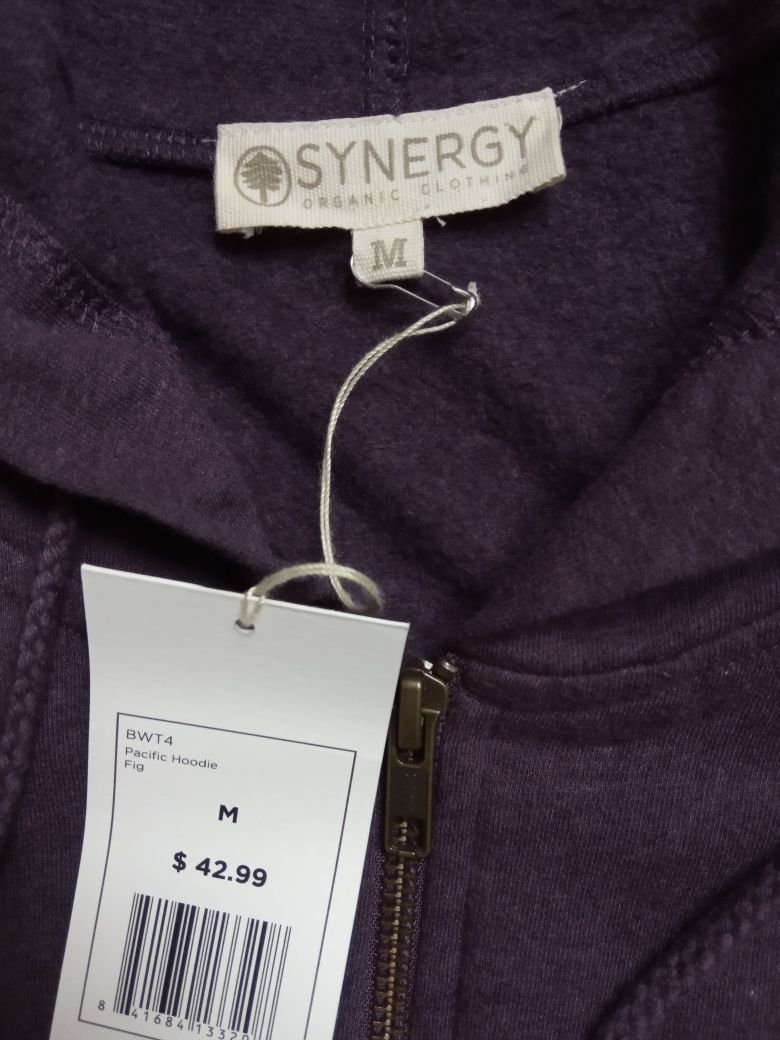 SYNERGY
ORGANIC CLOTHING
M
BWT4
Pacific Hoodie
Fig
M
$ 42.99
8 41684 13320